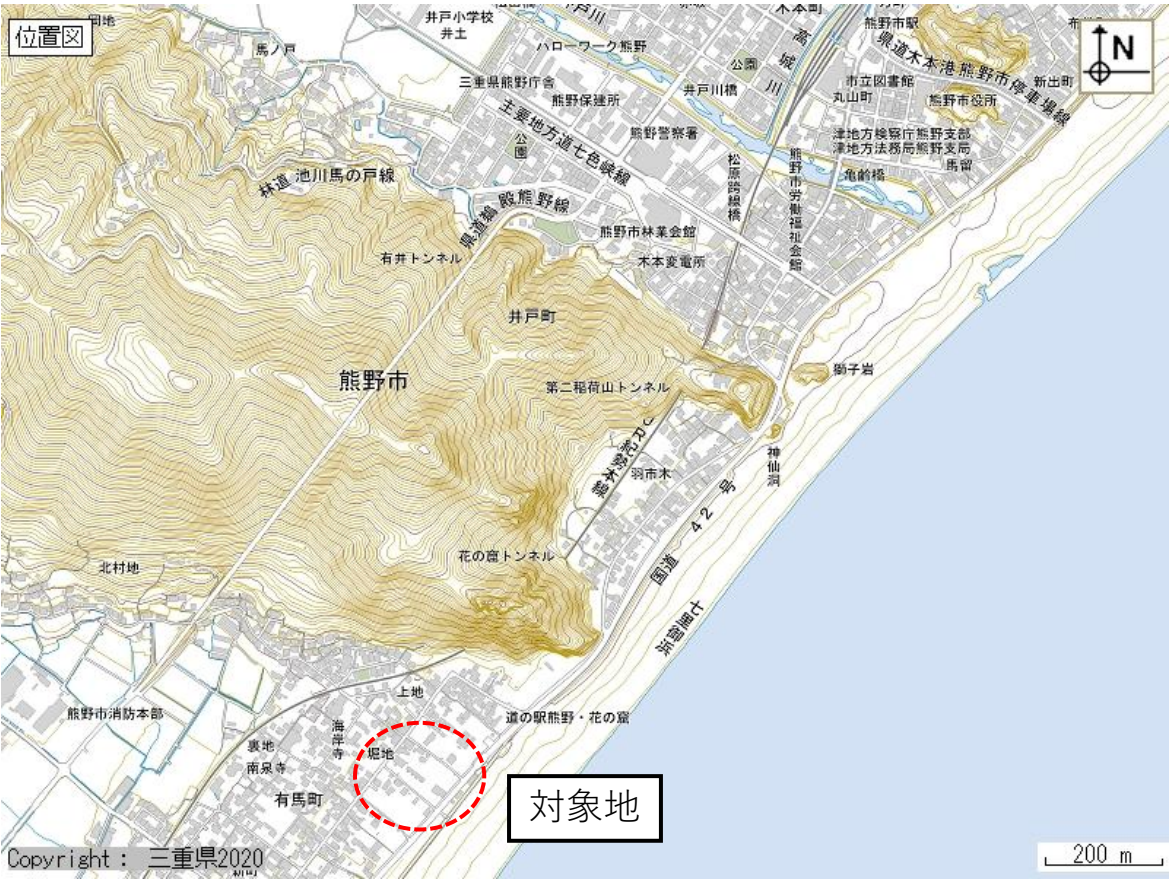 位置図
井戸小学校
井土
馬ノ戸
ハローワーク熊野
木本町
熊野市駅
県道木本港熊野市停車場線
N
高城川
公園
井戸川橋
三重県熊野庁舎
熊野保健所
市立図書館
丸山町
新出町
熊野市役所
主要地方道七色峡線
公園
熊野警察署
津地方検察庁熊野支部
津地方法務局熊野支局
馬留
松原跨線橋
熊野市労働福祉会館
亀齢橋
林道 池川馬の戸線
県道鵜殿熊野線
熊野市林業会館
有井トンネル
木本変電所
井戸町
熊野市
第二稲荷山トンネル
獅子岩
JR紀勢本線
羽市木
神仙洞
国道 42 号
花の窟トンネル
北村地
七里御浜
上地
熊野市消防本部
海岸寺
道の駅熊野・花の窟
裏地
堀地
南泉寺
有馬町
対象地
Copyright : 三重県2020
200 m